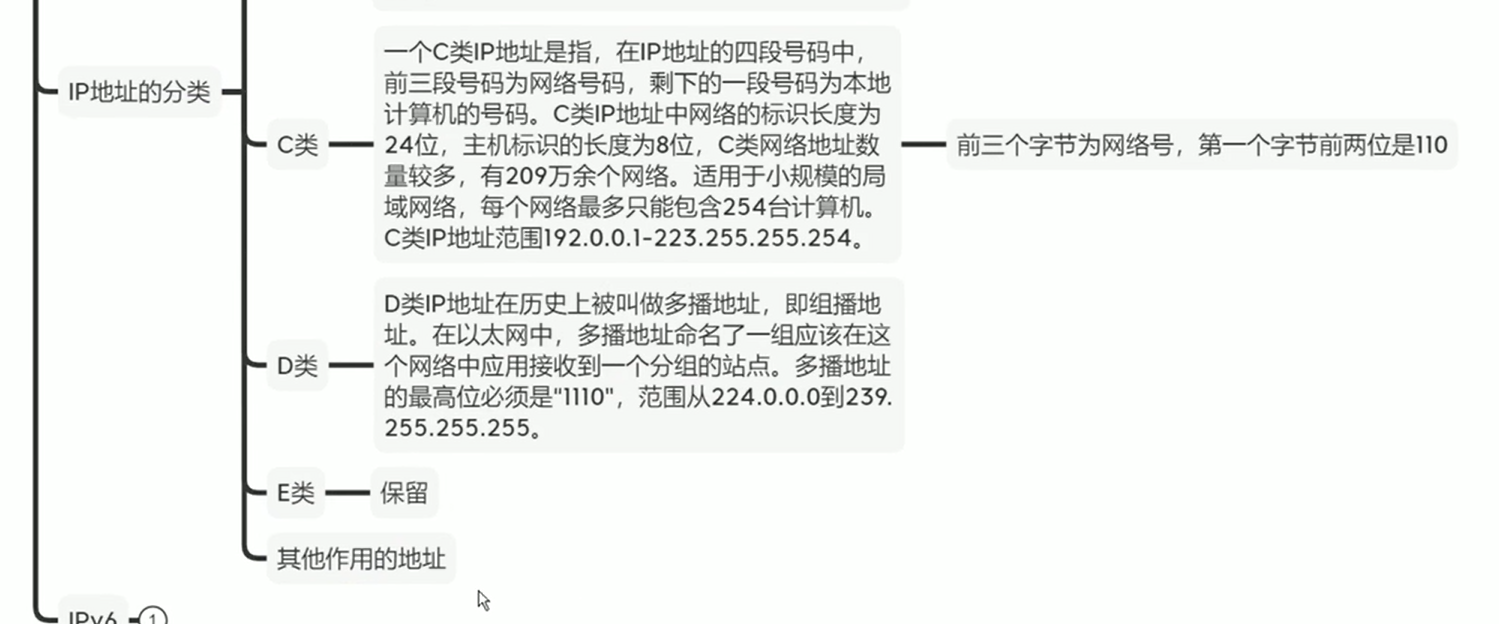 IP地址的分类
C类
一个C类IP地址是指，在IP地址的四段号码中，
前三段号码为网络号码，剩下的一段号码为本地
计算机的号码。C类IP地址中网络的标识长度为
24位，主机标识的长度为8位，C类网络地址数
量较多，有209万余个网络。适用于小规模的局
域网络，每个网络最多只能包含254台计算机。
C类IP地址范围192.0.0.1-223.255.255.254。
前三个字节为网络号，第一个字节前两位是110
D类
D类IP地址在历史上被叫做多播地址，即组播地
址。在以太网中，多播地址命名了一组应该在这
个网络中应用接收到一个分组的站点。多播地址
的最高位必须是"1110"，范围从224.0.0.0到239.
255.255.255。
E类
保留
其他作用的地址
IPv6
1